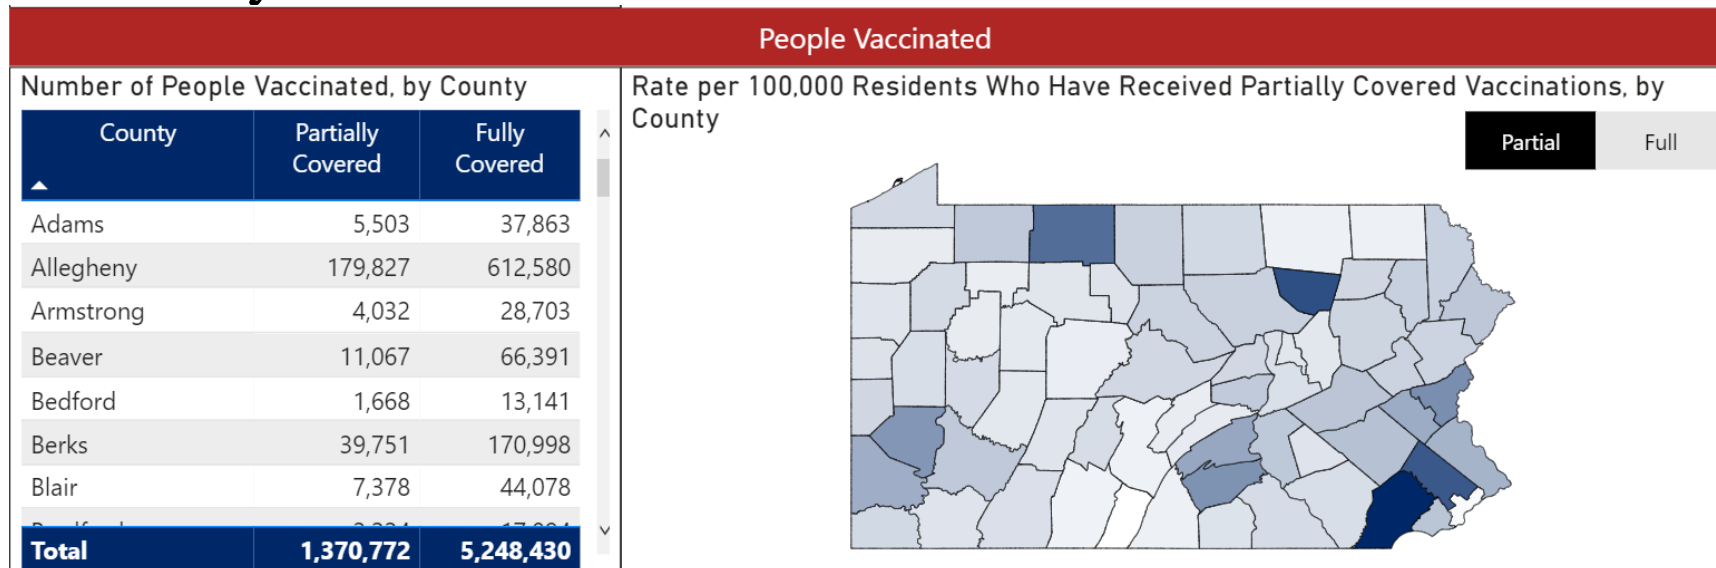 People Vaccinated
Number of People Vaccinated, by County
County Partially Covered Fully Covered
Adams 5,503 37,863
Allegheny 179,827 612,580
Armstrong 4,032 28,703
Beaver 11,067 66,391
Bedford 1,668 13,141
Berks 39,751 170,998
Blair 7,378 44,078
Total 1,370,772 5,248,430
Rate per 100,000 Residents Who Have Received Partially Covered Vaccinations, by
County
Partial Full